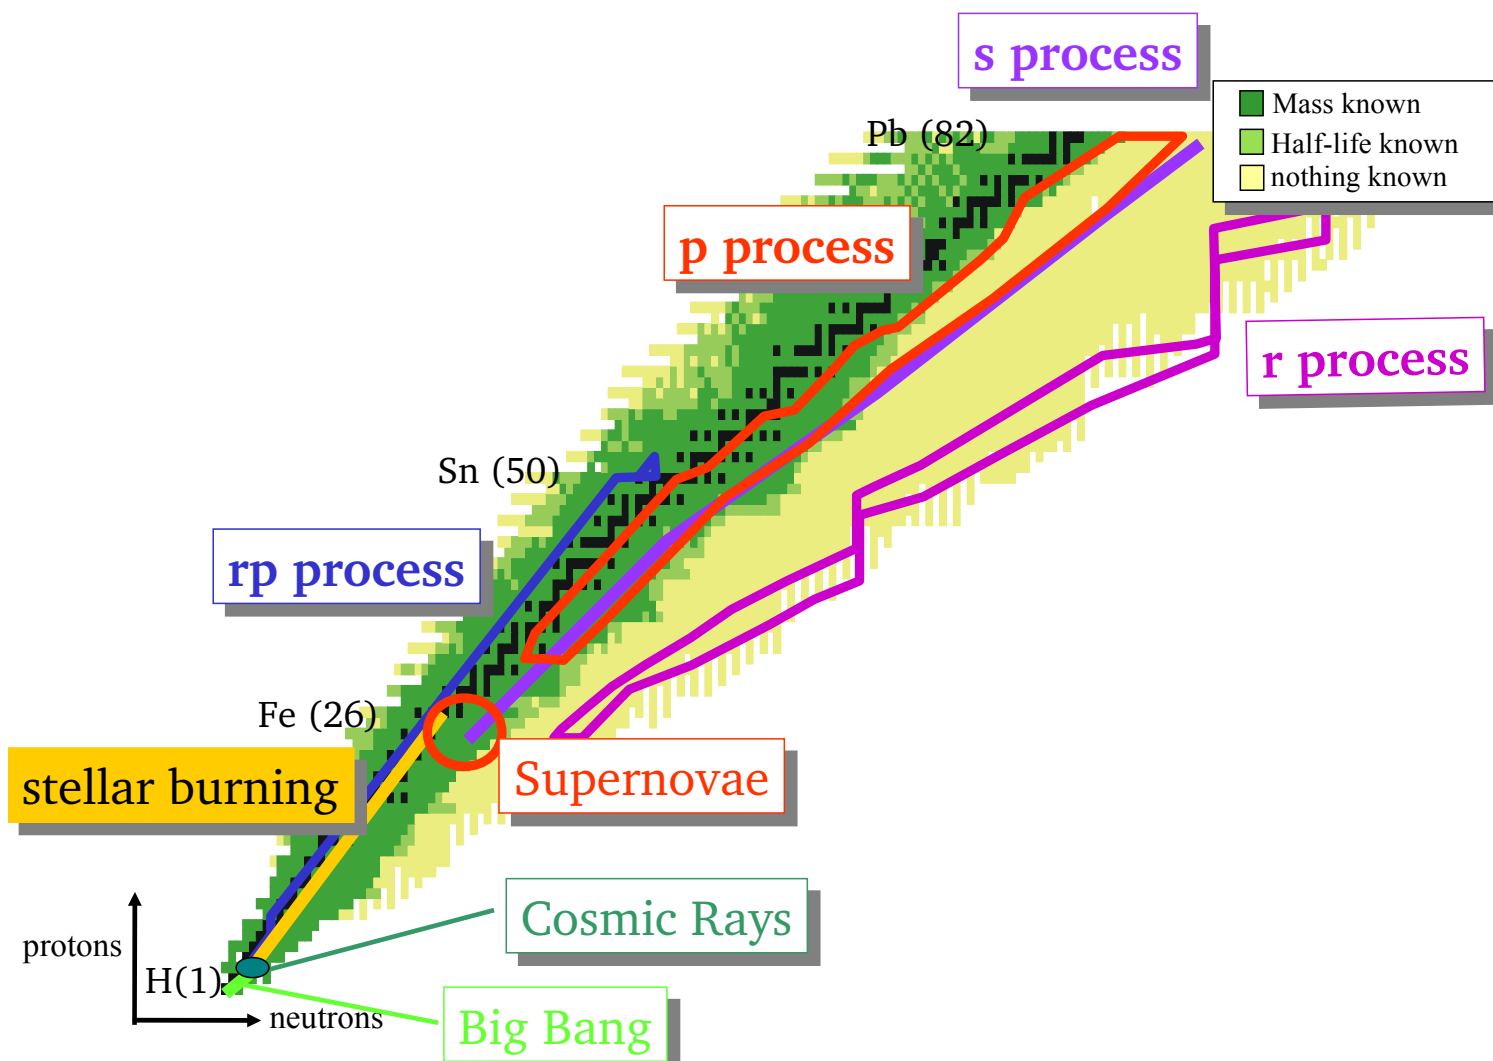 s process
Mass known
Half-life known
nothing known
Pb (82)
p process
r process
Sn (50)
rp process
Fe (26)
stellar burning
Supernovae
Cosmic Rays
protons
H(1)
neutrons
Big Bang